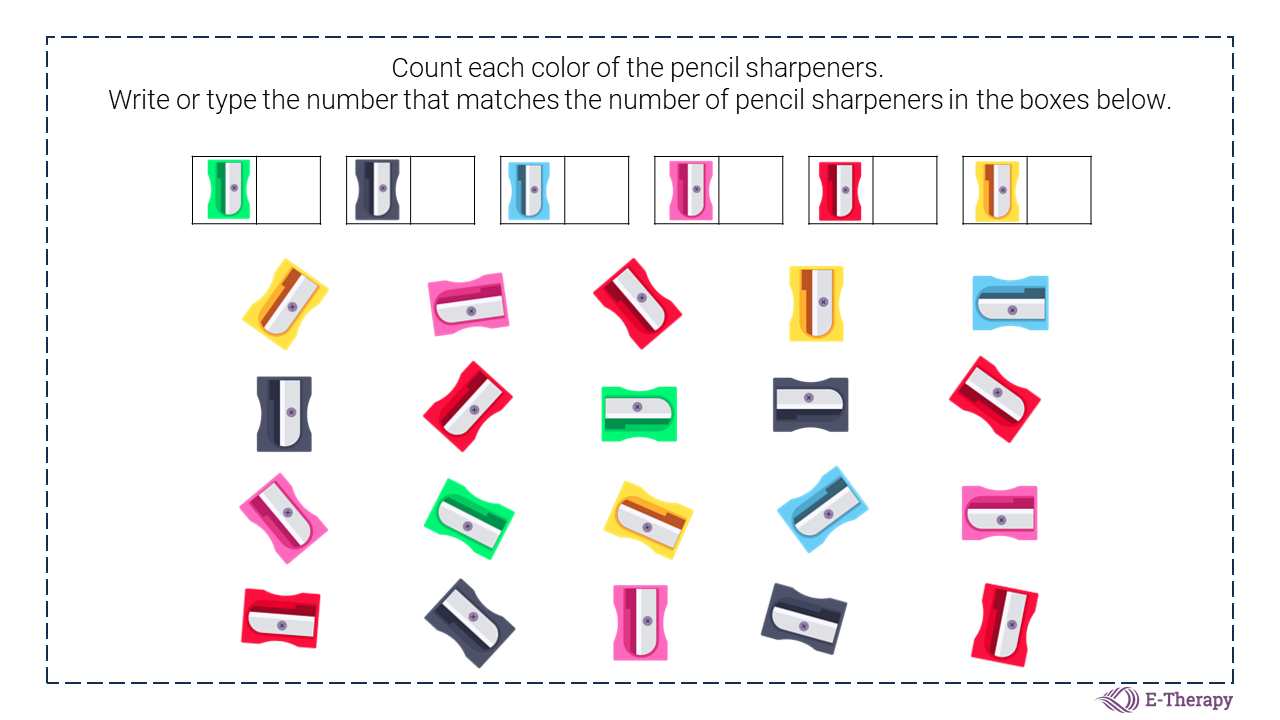 Count each color of the pencil sharpeners.
Write or type the number that matches the number of pencil sharpeners in the boxes below.
E-Therapy